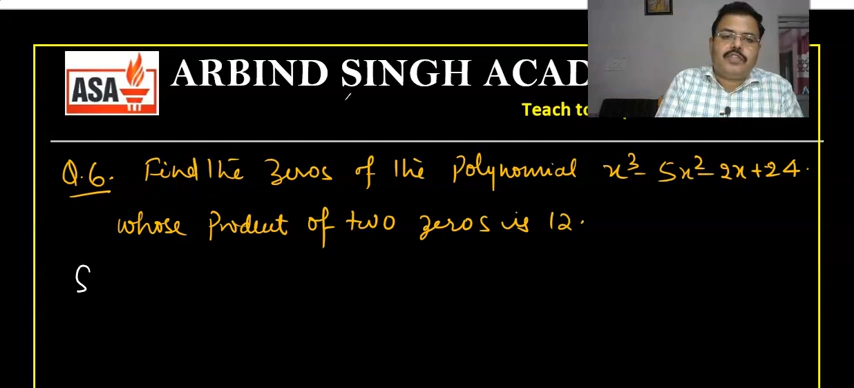 ASA
ARBIND SINGH ACAD
Teach to
Q.6. Find the zeros of the polynomial x³- 5x²- 2x+24.
whose product of two zeros is 12.
S